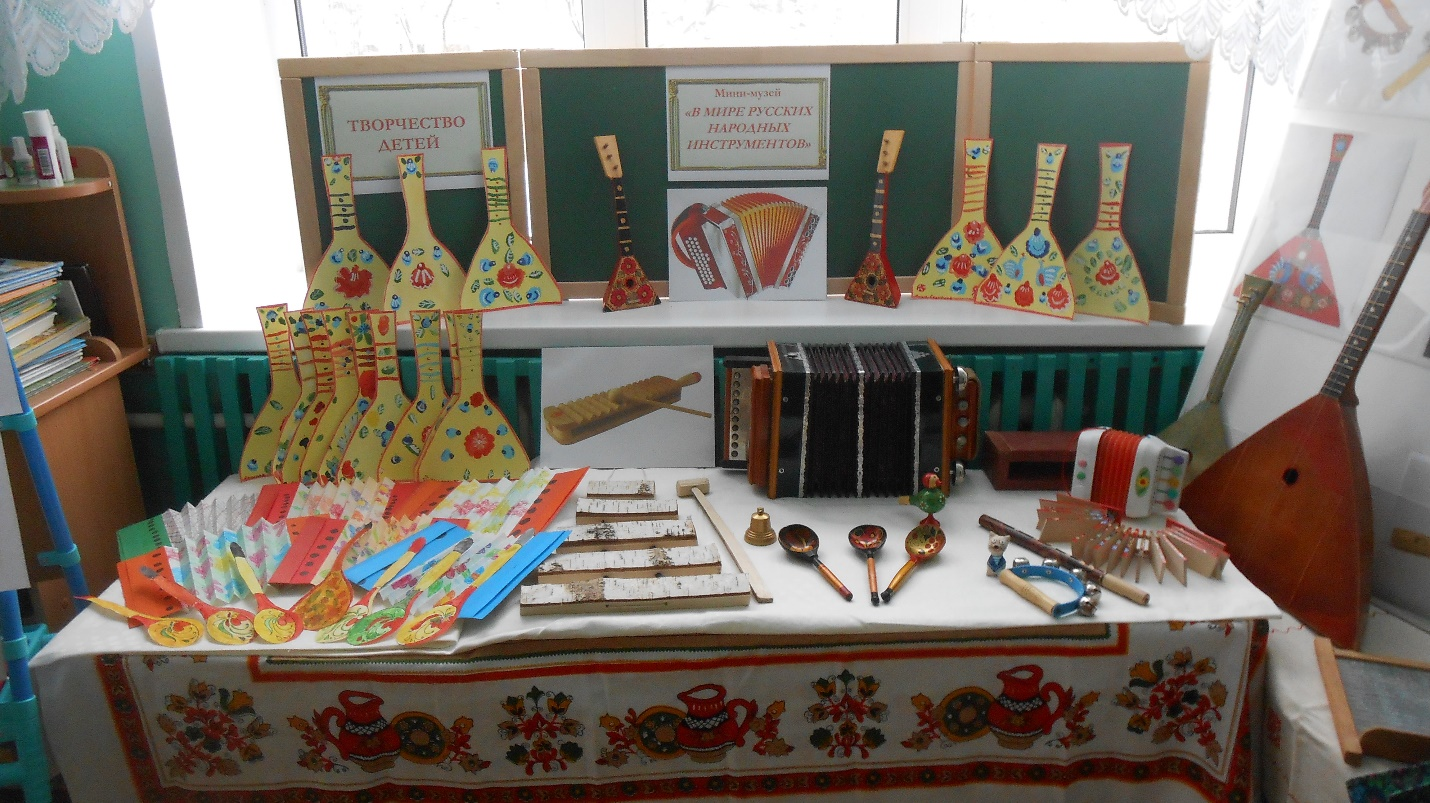 ТВОРЧЕСТВО
ДЕТЕЙ
Мини-музей
«В МИРЕ РУССКИХ
НАРОДНЫХ
ИНСТРУМЕНТОВ»